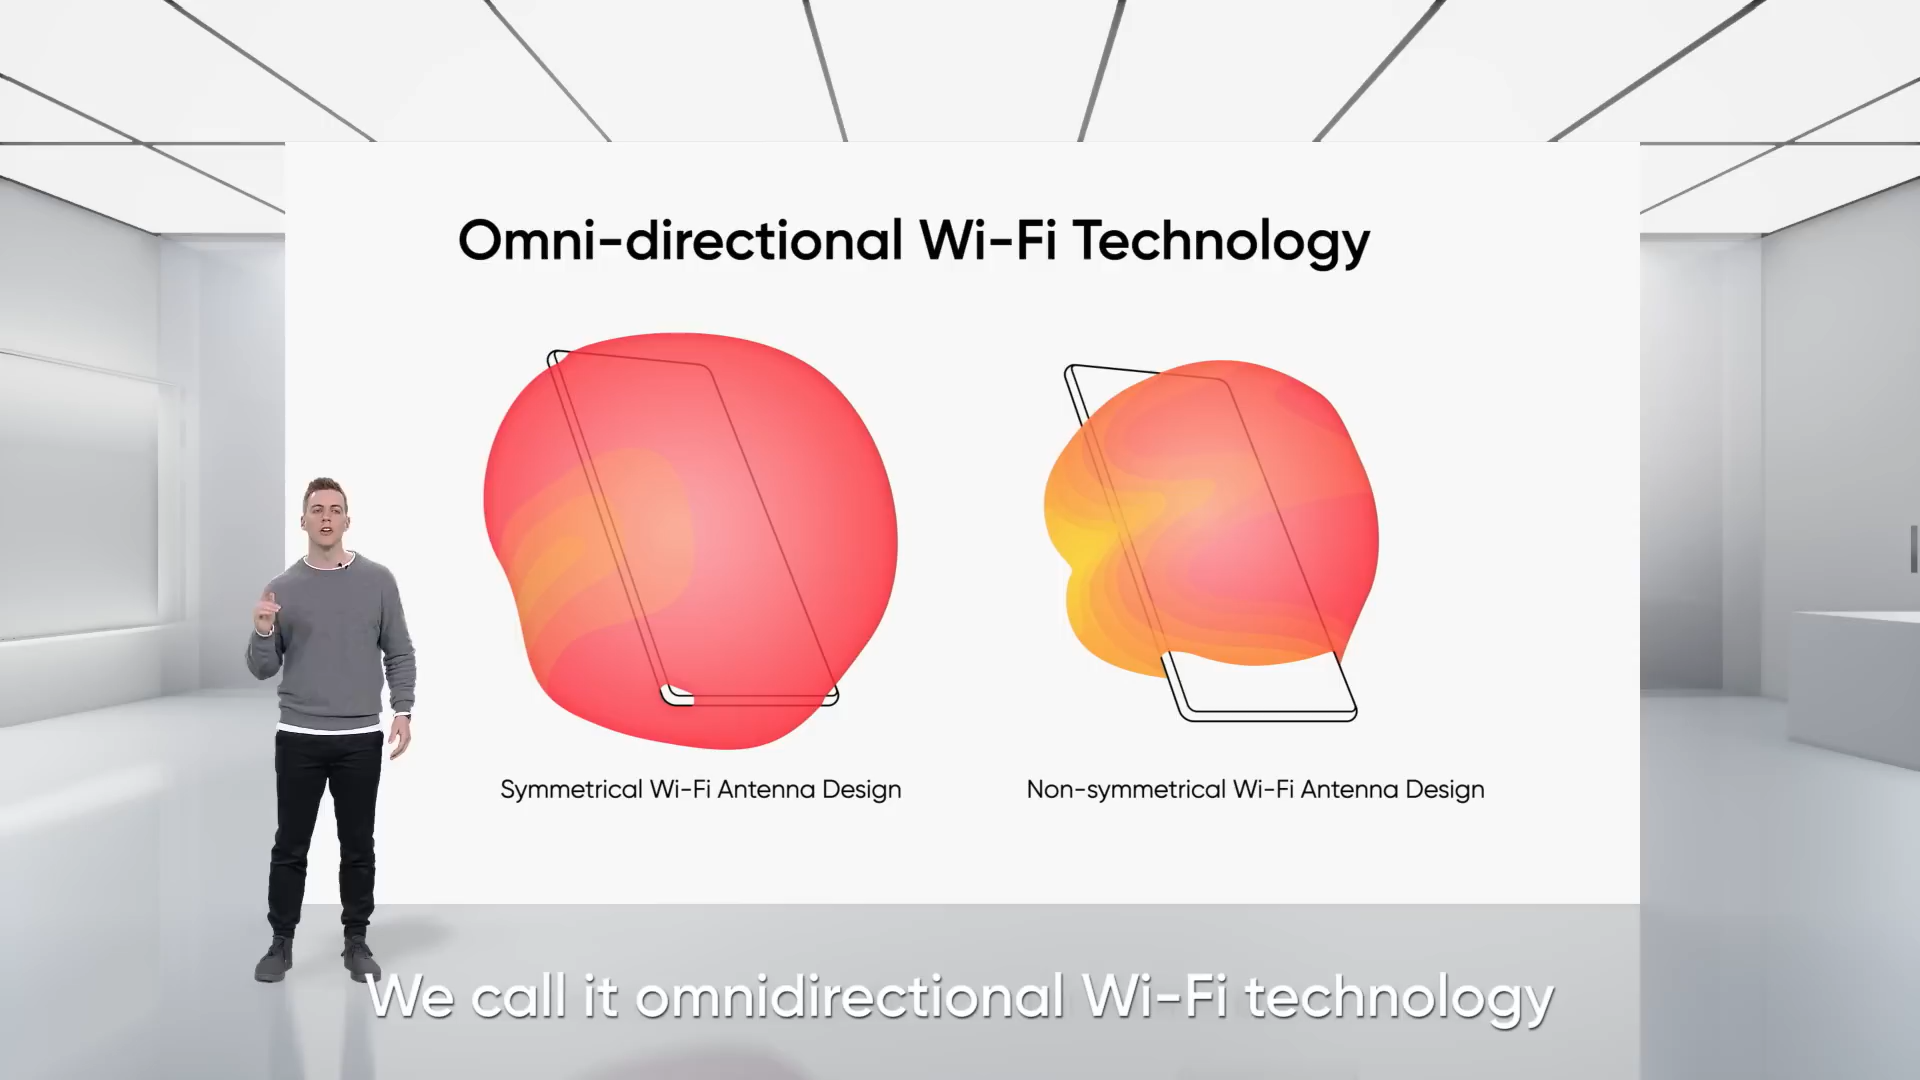 Omni-directional Wi-Fi Technology
Symmetrical Wi-Fi Antenna Design
Non-symmetrical Wi-Fi Antenna Design
We call it omnidirectional Wi-Fi technology